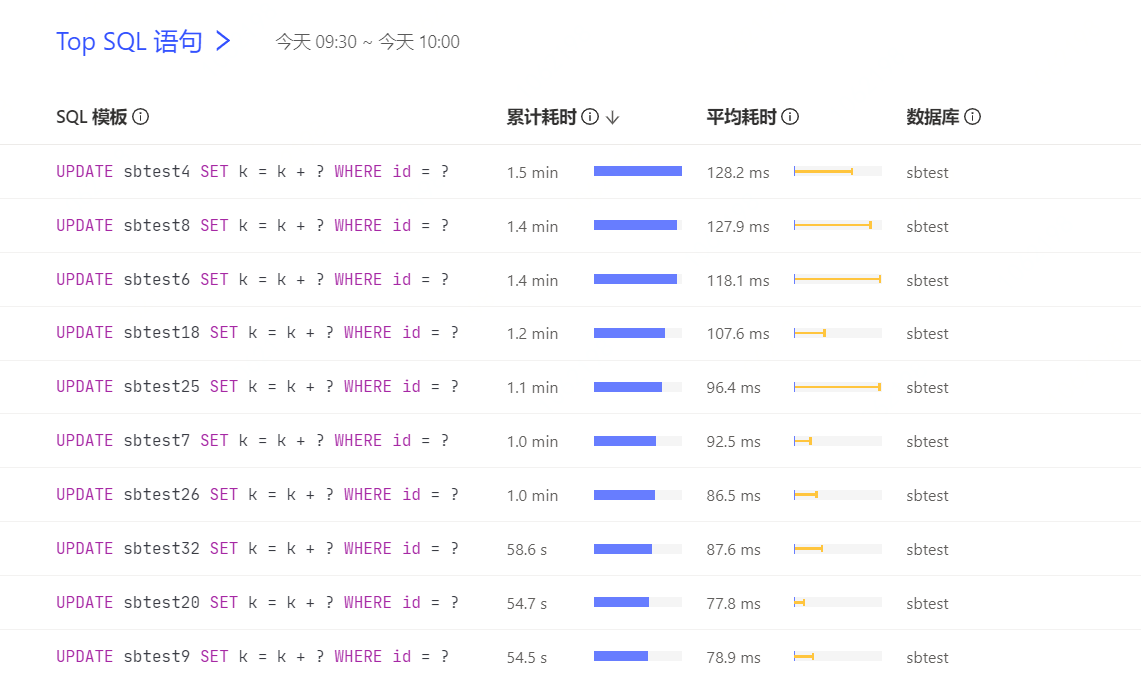 Top SQL 语句 今天 09:30 ~ 今天 10:00
SQL 模板 累计耗时 平均耗时 数据库
UPDATE sbtest4 SET k = k + ? WHERE id = ? 1.5 min 128.2 ms sbtest
UPDATE sbtest8 SET k = k + ? WHERE id = ? 1.4 min 127.9 ms sbtest
UPDATE sbtest6 SET k = k + ? WHERE id = ? 1.4 min 118.1 ms sbtest
UPDATE sbtest18 SET k = k + ? WHERE id = ? 1.2 min 107.6 ms sbtest
UPDATE sbtest25 SET k = k + ? WHERE id = ? 1.1 min 96.4 ms sbtest
UPDATE sbtest7 SET k = k + ? WHERE id = ? 1.0 min 92.5 ms sbtest
UPDATE sbtest26 SET k = k + ? WHERE id = ? 1.0 min 86.5 ms sbtest
UPDATE sbtest32 SET k = k + ? WHERE id = ? 58.6 s 87.6 ms sbtest
UPDATE sbtest20 SET k = k + ? WHERE id = ? 54.7 s 77.8 ms sbtest
UPDATE sbtest9 SET k = k + ? WHERE id = ? 54.5 s 78.9 ms sbtest